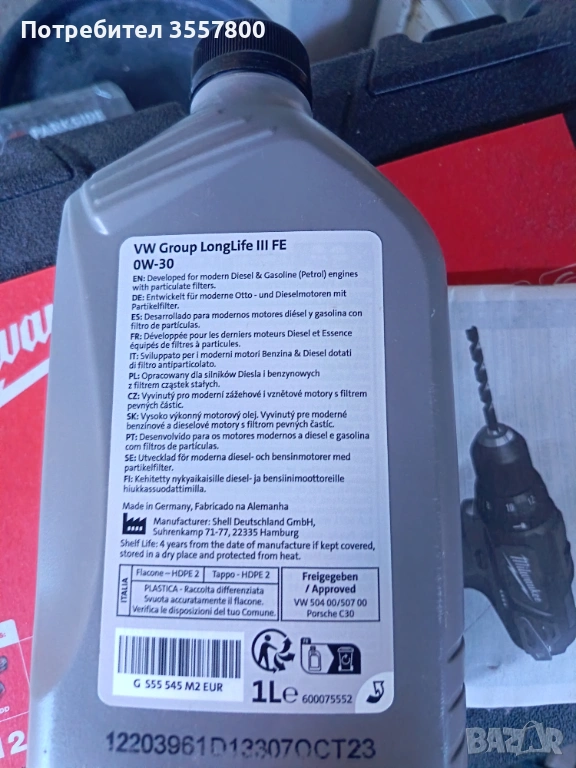 Потребител 3557800
PARKSIDE
VW Group LongLife III FE
0W-30
EN: Developed for modern Diesel & Gasoline (Petrol) engines
with particulate filters.
DE: Entwickelt für moderne Otto - und Dieselmotoren mit
Partikelfilter.
ES: Desarrollado para modernos motores diésel y gasolina con
filtro de partículas.
FR: Développée pour les derniers moteurs Diesel et Essence
équipés de filtres à particules.
IT: Sviluppato per i moderni motori Benzina & Diesel dotati
di filtro antiparticolato.
PL: Opracowany dla silników Diesla i benzynowych
z filtrem cząstek stałych.
CZ: Vyvinutý pro moderní zážehové i vznětové motory s filtrem
pevných částic.
SK: Vysoko výkonný motorový olej. Vyvinutý pre moderné
benzínové a dieselové motory s filtrom pevných častíc.
PT: Desenvolvido para os motores modernos a diesel e gasolina
com filtros de partículas.
SE: Utvecklad för moderna diesel- och bensinmotorer med
partikelfilter.
FI: Kehitetty nykyaikaisille diesel- ja bensiinimoottoreille
hiukkassuodattimilla.
Made in Germany, Fabricado na Alemanha
Manufacturer: Shell Deutschland GmbH,
Suhrenkamp 71-77, 22335 Hamburg
Shelf Life: 4 years from the date of manufacture if kept covered,
stored in a dry place and protected from heat.
ITALIA
Flacone – HDPE 2 Tappo - HDPE 2
PLASTICA - Raccolta differenziata
Svuota accuratamente il flacone.
Verifica le disposizioni del tuo Comune.
Freigegeben
/ Approved
VW 504 00/507 00
Porsche C30
G 555 545 M2 EUR
1L e 600075552
12203961D13307OCT23
Milwaukee
BAZAR